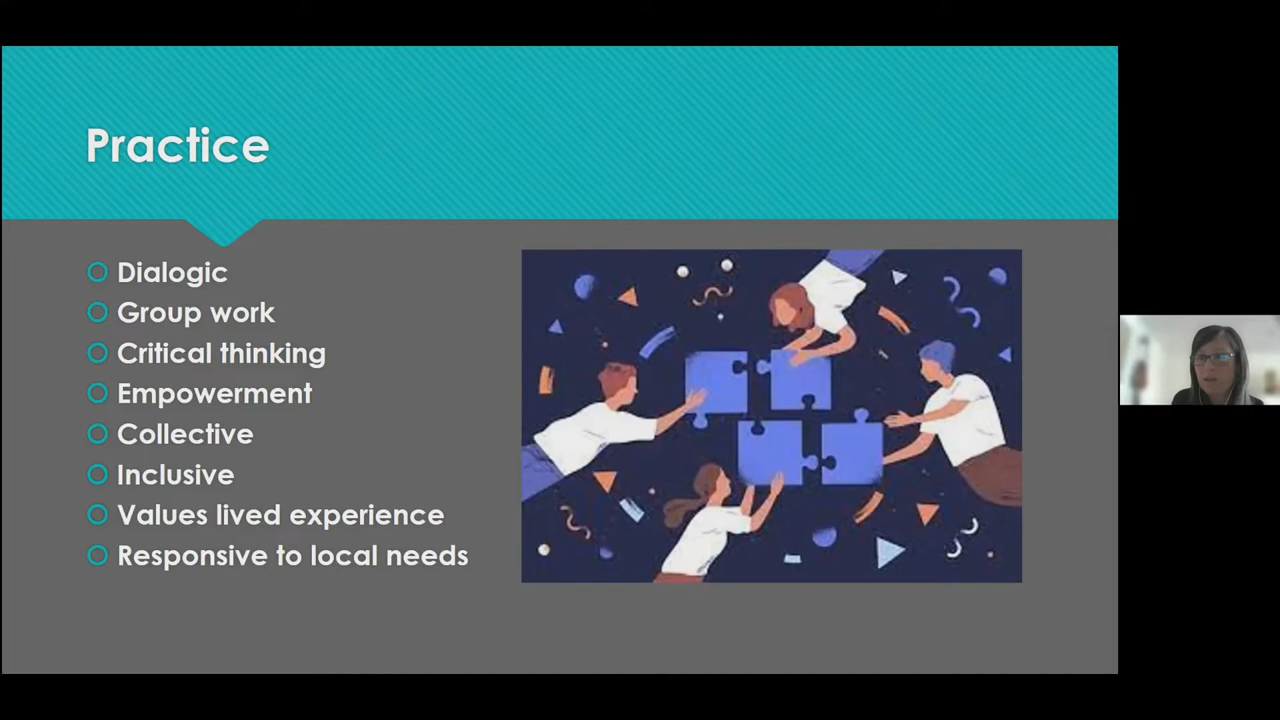 Practice
Dialogic
Group work
Critical thinking
Empowerment
Collective
Inclusive
Values lived experience
Responsive to local needs